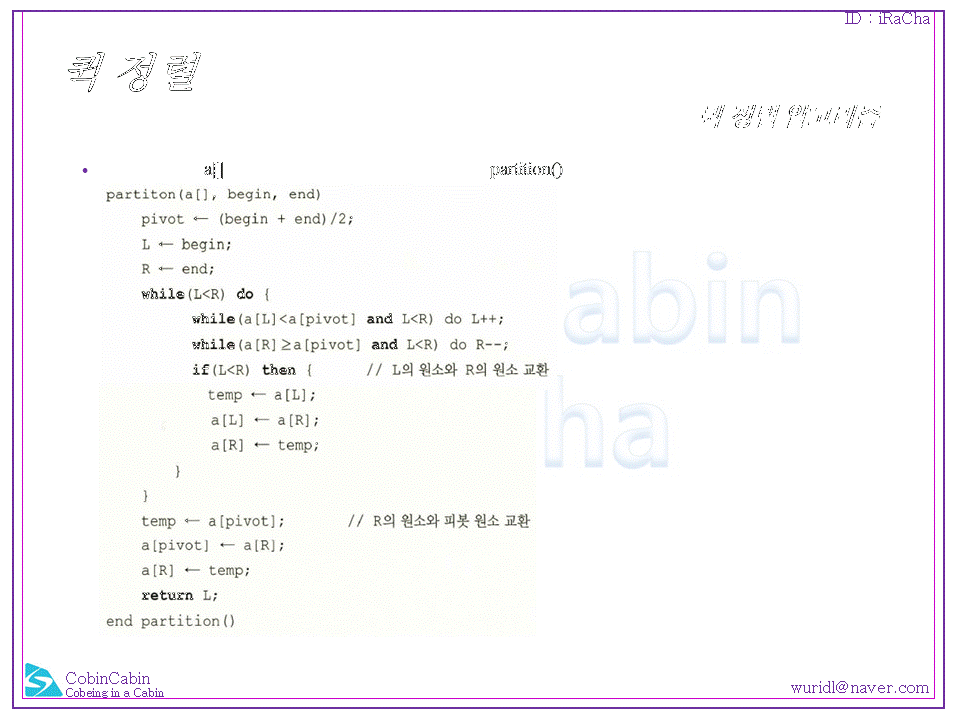 ID : iRaCha
퀵 정렬
퀵 정렬 알고리즘
• a[] partition()
partiton(a[], begin, end)
pivot ← (begin + end)/2;
L ← begin;
R ← end;
while(L<R) do {
while(a[L]<a[pivot] and L<R) do L++;
while(a[R]≥a[pivot] and L<R) do R--;
if(L<R) then { // L의 원소와 R의 원소 교환
temp ← a[L];
a[L] ← a[R];
a[R] ← temp;
}
}
temp ← a[pivot]; // R의 원소와 피봇 원소 교환
a[pivot] ← a[R];
a[R] ← temp;
return L;
end partition()
abin
ha
CobinCabin
Cobeing in a Cabin
wuridl@naver.com